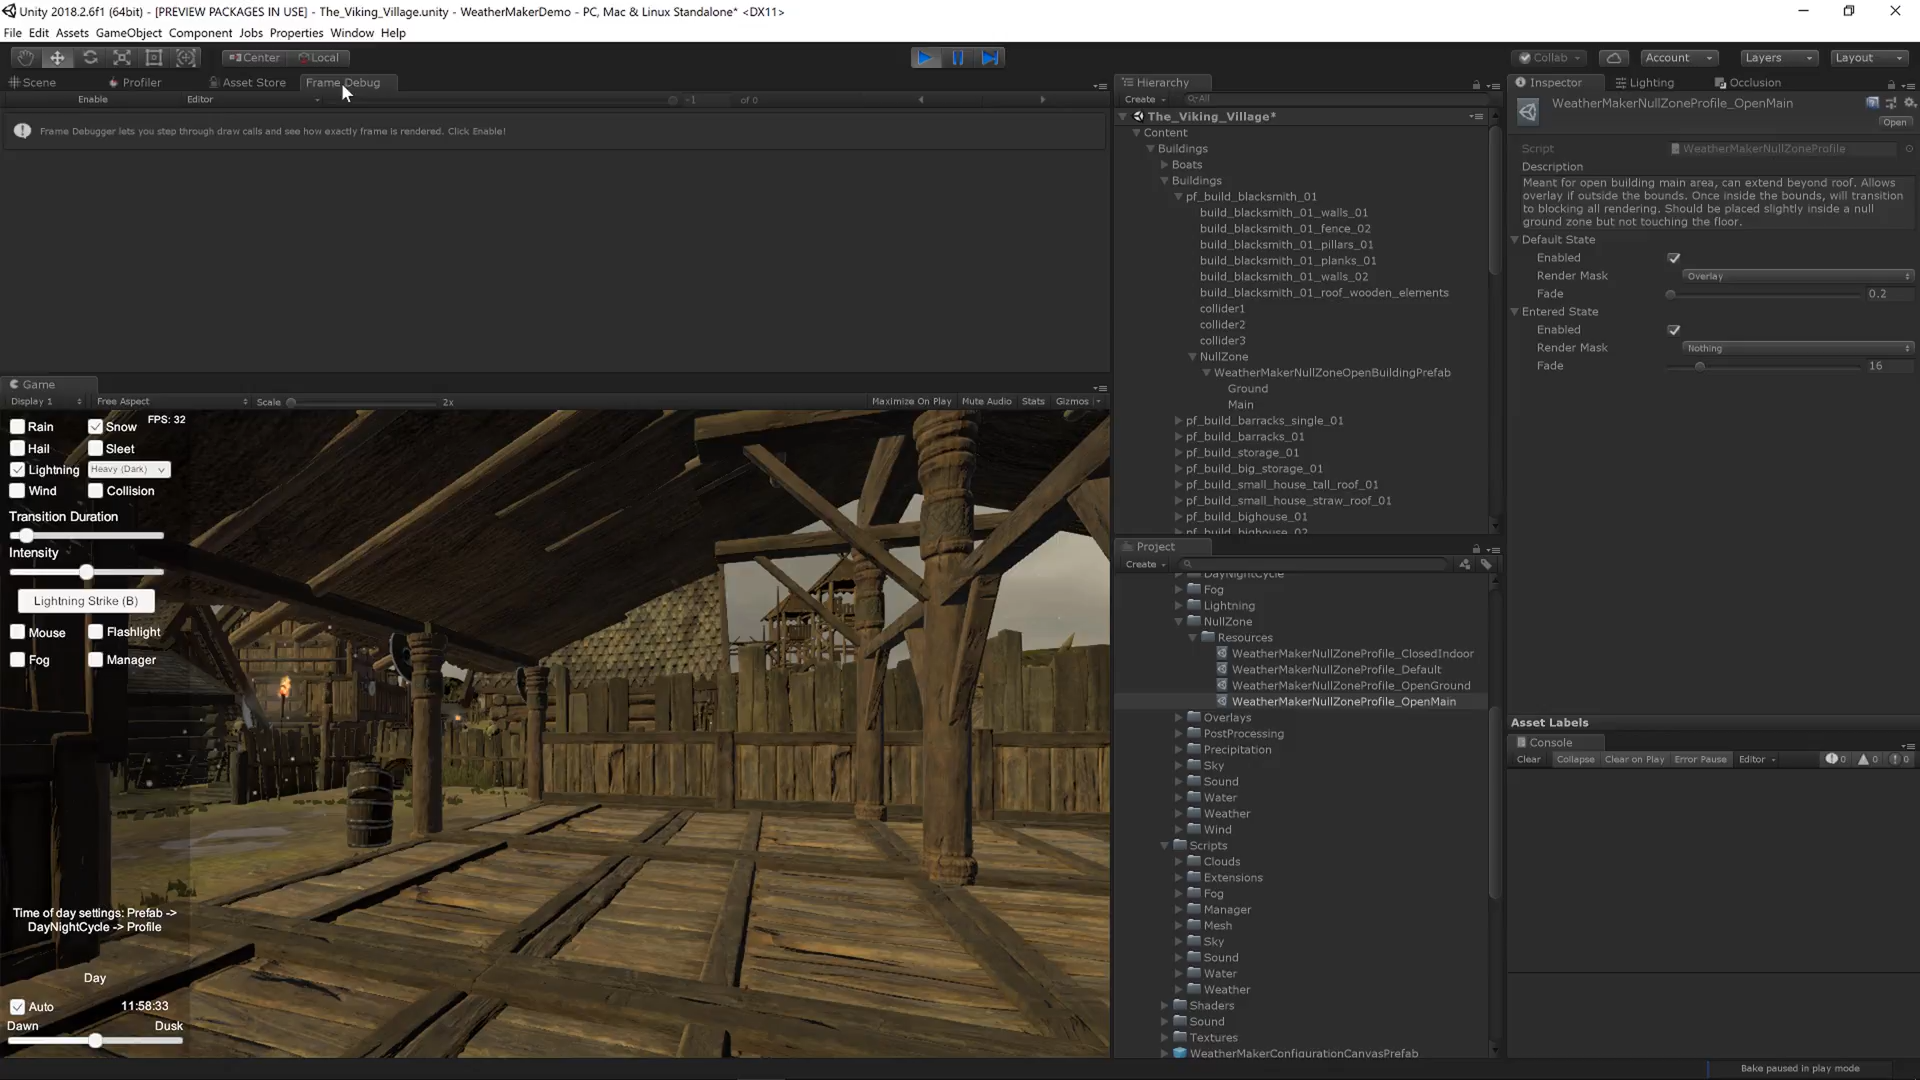 Unity 2018.2.6f1 (64bit) - [PREVIEW PACKAGES IN USE] - The_Viking_Village.unity - WeatherMakerDemo - PC, Mac & Linux Standalone* <DX11>
File Edit Assets GameObject Component Jobs Properties Window Help
Center Local
Collab Account Layers Layout
Scene Profiler Asset Store Frame Debug
Enable Editor -1 of 0
Frame Debugger lets you step through draw calls and see how exactly frame is rendered. Click Enable!
Game
Display 1 Free Aspect Scale 2x Maximize On Play Mute Audio Stats Gizmos
Rain Snow FPS: 32
Hail Sleet
Lightning Heavy (Dark)
Wind Collision
Transition Duration
Intensity
Lightning Strike (B)
Mouse Flashlight
Fog Manager
Time of day settings: Prefab ->
DayNightCycle -> Profile
Day
Auto 11:58:33
Dawn Dusk
Hierarchy
Create All
The_Viking_Village*
Content
Buildings
Boats
Buildings
pf_build_blacksmith_01
build_blacksmith_01_walls_01
build_blacksmith_01_fence_02
build_blacksmith_01_pillars_01
build_blacksmith_01_planks_01
build_blacksmith_01_walls_02
build_blacksmith_01_roof_wooden_elements
collider1
collider2
collider3
NullZone
WeatherMakerNullZoneOpenBuildingPrefab
Ground
Main
pf_build_barracks_single_01
pf_build_barracks_01
pf_build_storage_01
pf_build_big_storage_01
pf_build_small_house_tall_roof_01
pf_build_small_house_straw_roof_01
pf_build_bighouse_01
pf_build_bighouse_02
Project
Create
DayNightCycle
Fog
Lightning
NullZone
Resources
WeatherMakerNullZoneProfile_ClosedIndoor
WeatherMakerNullZoneProfile_Default
WeatherMakerNullZoneProfile_OpenGround
WeatherMakerNullZoneProfile_OpenMain
Overlays
PostProcessing
Precipitation
Sky
Sound
Water
Weather
Wind
Scripts
Clouds
Extensions
Fog
Manager
Mesh
Sky
Sound
Water
Weather
Shaders
Sound
Textures
WeatherMakerConfigurationCanvasPrefab
Inspector Lighting Occlusion
WeatherMakerNullZoneProfile_OpenMain
Open
Script WeatherMakerNullZoneProfile
Description
Meant for open building main area, can extend beyond roof. Allows
overlay if outside the bounds. Once inside the bounds, will transition
to blocking all rendering. Should be placed slightly inside a null
ground zone but not touching the floor.
Default State
Enabled
Render Mask Overlay
Fade 0.2
Entered State
Enabled
Render Mask Nothing
Fade 16
Asset Labels
Console
Clear Collapse Clear on Play Error Pause Editor 0 0 0
Bake paused in play mode